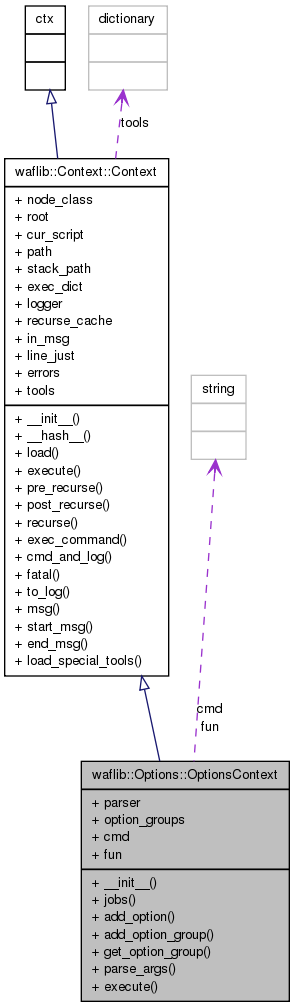 ctx
dictionary
tools
waflib::Context::Context
+ node_class
+ root
+ cur_script
+ path
+ stack_path
+ exec_dict
+ logger
+ recurse_cache
+ in_msg
+ line_just
+ errors
+ tools
+ __init__()
+ __hash__()
+ load()
+ execute()
+ pre_recurse()
+ post_recurse()
+ recurse()
+ exec_command()
+ cmd_and_log()
+ fatal()
+ to_log()
+ msg()
+ start_msg()
+ end_msg()
+ load_special_tools()
string
cmd
fun
waflib::Options::OptionsContext
+ parser
+ option_groups
+ cmd
+ fun
+ __init__()
+ jobs()
+ add_option()
+ add_option_group()
+ get_option_group()
+ parse_args()
+ execute()